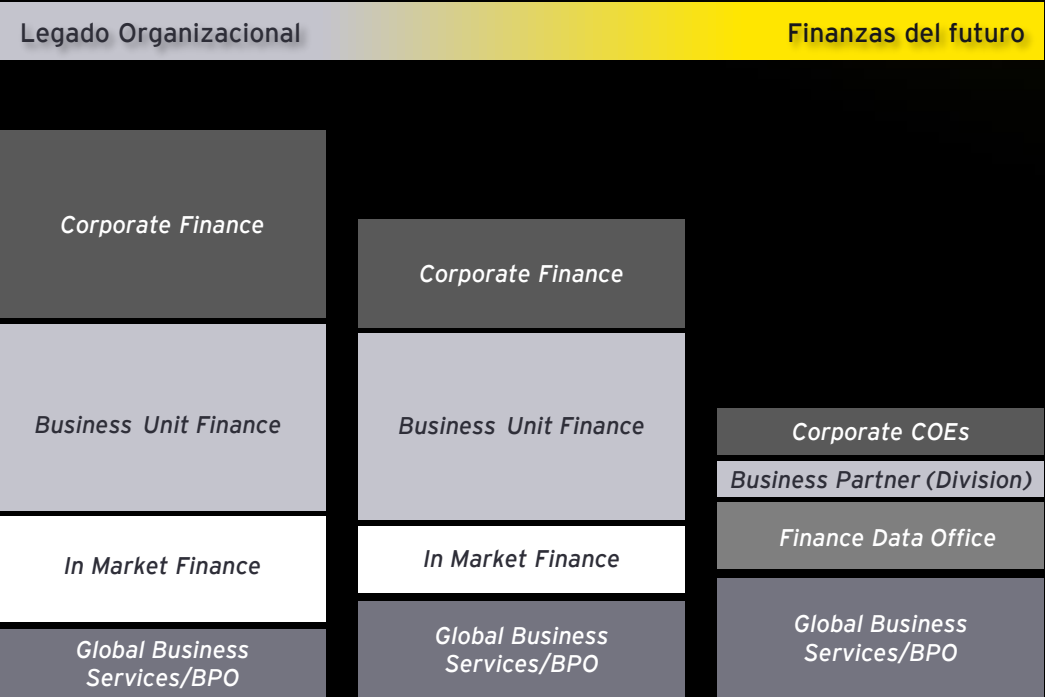 Legado Organizacional
Finanzas del futuro
Corporate Finance
Business Unit Finance
In Market Finance
Global Business
Services/BPO
Corporate Finance
Business Unit Finance
In Market Finance
Global Business
Services/BPO
Corporate COEs
Business Partner (Division)
Finance Data Office
Global Business
Services/BPO